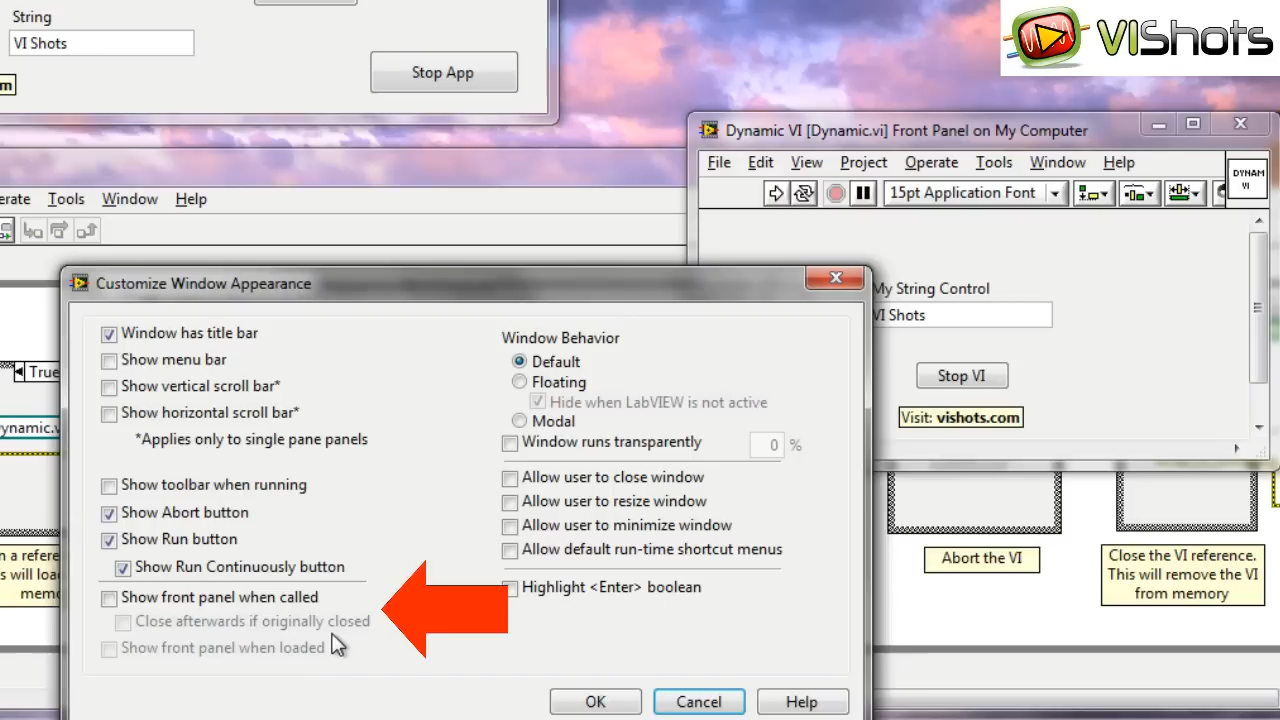 String
VI Shots
m
Stop App
VIShots
Dynamic VI [Dynamic.vi] Front Panel on My Computer
File Edit View Project Operate Tools Window Help
15pt Application Font
DYNAM
VI
My String Control
VI Shots
Stop VI
Visit: vishots.com
erate Tools Window Help
True
ynamic.v
Customize Window Appearance
Window has title bar
Show menu bar
Show vertical scroll bar*
Show horizontal scroll bar*
*Applies only to single pane panels
Show toolbar when running
Show Abort button
Show Run button
Show Run Continuously button
Show front panel when called
Close afterwards if originally closed
Show front panel when loaded
Window Behavior
Default
Floating
Hide when LabVIEW is not active
Modal
Window runs transparently 0 %
Allow user to close window
Allow user to resize window
Allow user to minimize window
Allow default run-time shortcut menus
Highlight <Enter> boolean
OK Cancel Help
n a refere
s will loa
mem
Abort the VI
Close the VI reference.
This will remove the VI
from memory